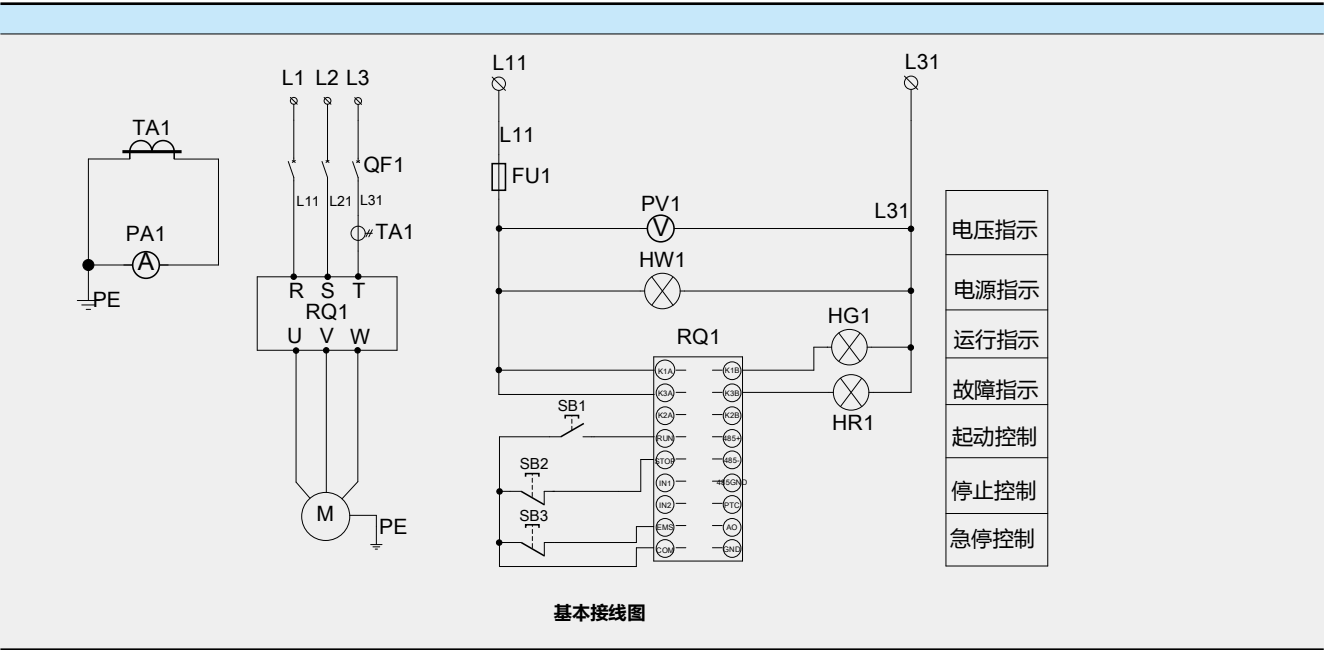 TA1
PA1
A
PE
L1 L2 L3
QF1
L11 L21 L31
TA1
R S T
RQ1
U V W
M
PE
L11
L31
L11
FU1
PV1
V
L31
HW1
HG1
RQ1
HR1
K1A K1B
K3A K3B
K2A K2B
SB1
RUN 485+
SB2
STOP 485-
IN1 485GND
IN2 PTC
SB3
EMS AO
COM GND
电压指示
电源指示
运行指示
故障指示
起动控制
停止控制
急停控制
基本接线图